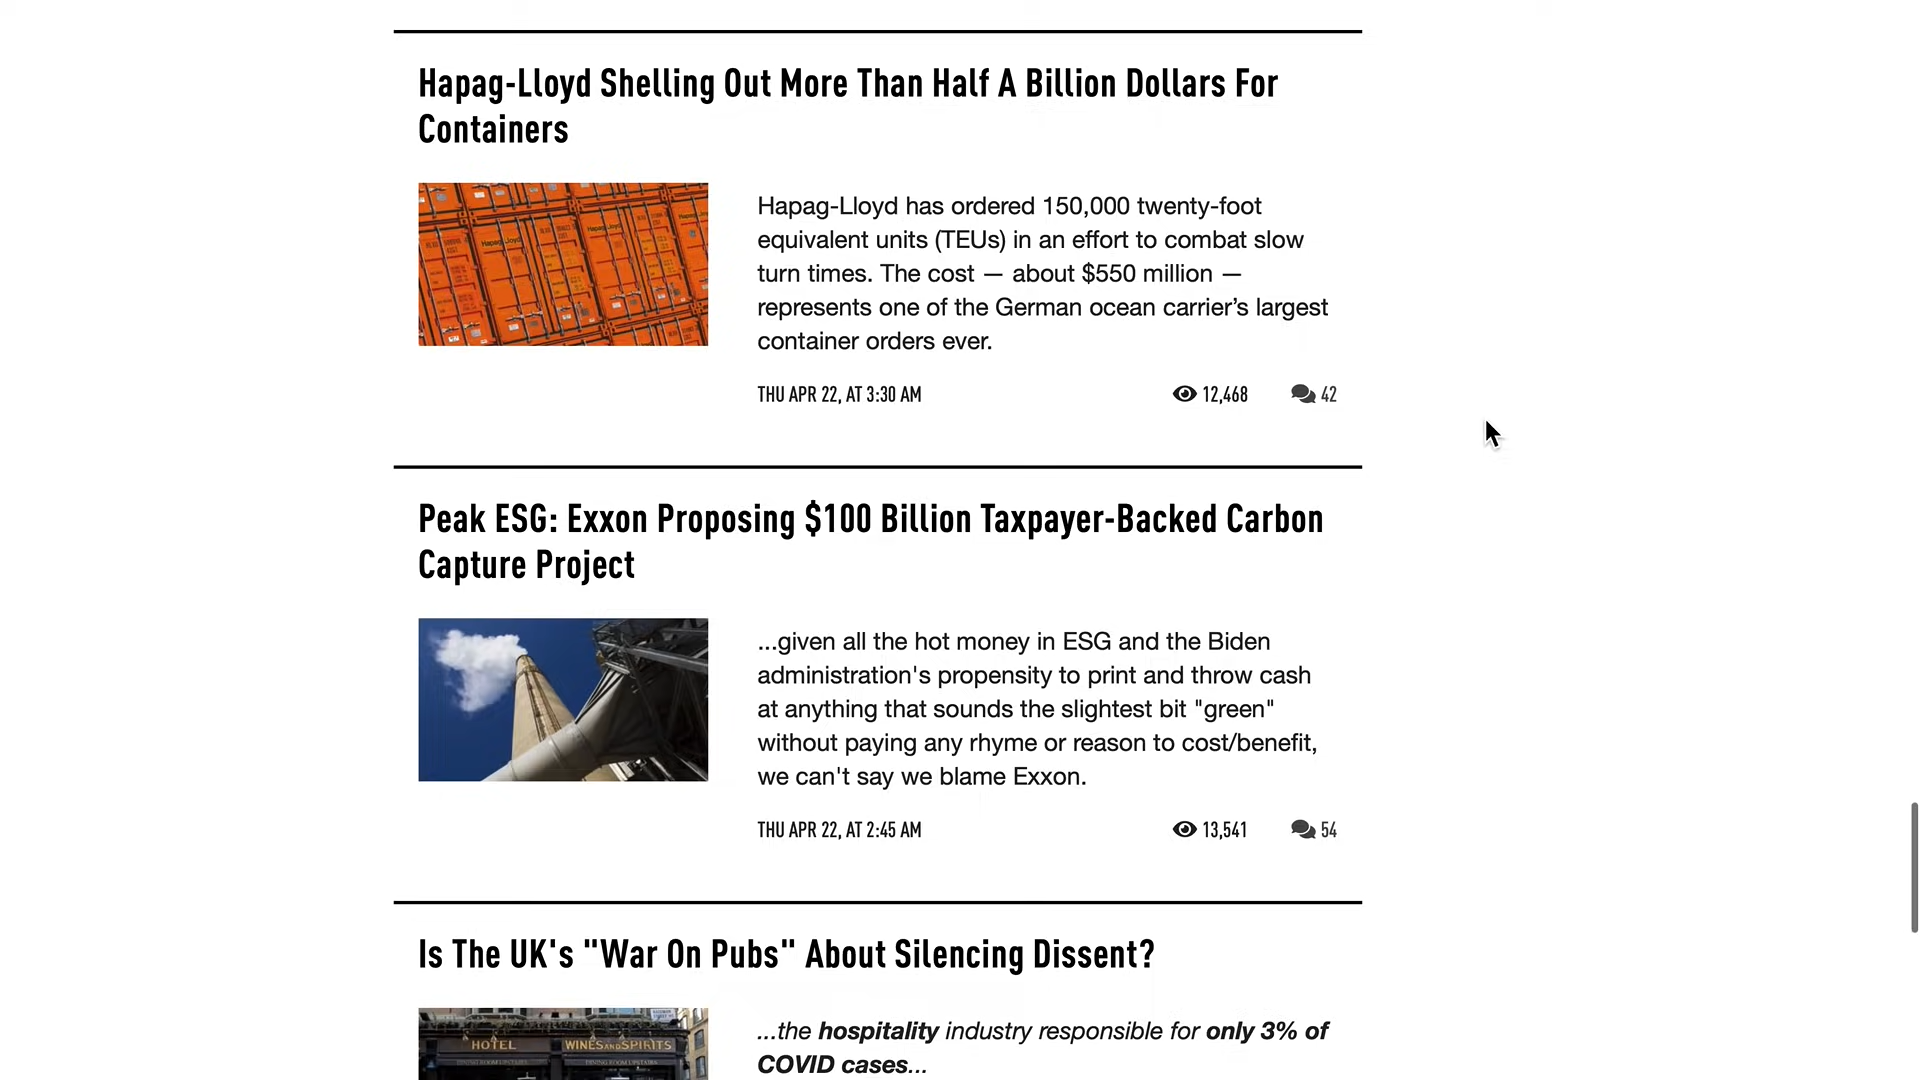 Hapag-Lloyd Shelling Out More Than Half A Billion Dollars For
Containers
Hapag-Lloyd has ordered 150,000 twenty-foot
equivalent units (TEUs) in an effort to combat slow
turn times. The cost — about $550 million —
represents one of the German ocean carrier’s largest
container orders ever.
THU APR 22, AT 3:30 AM
12,468
42
Peak ESG: Exxon Proposing $100 Billion Taxpayer-Backed Carbon
Capture Project
...given all the hot money in ESG and the Biden
administration's propensity to print and throw cash
at anything that sounds the slightest bit "green"
without paying any rhyme or reason to cost/benefit,
we can't say we blame Exxon.
THU APR 22, AT 2:45 AM
13,541
54
Is The UK's "War On Pubs" About Silencing Dissent?
HOTEL
WINES AND SPIRITS
DINING ROOM UPSTAIRS
DINING ROOM UPSTAIRS
...the hospitality industry responsible for only 3% of
COVID cases...